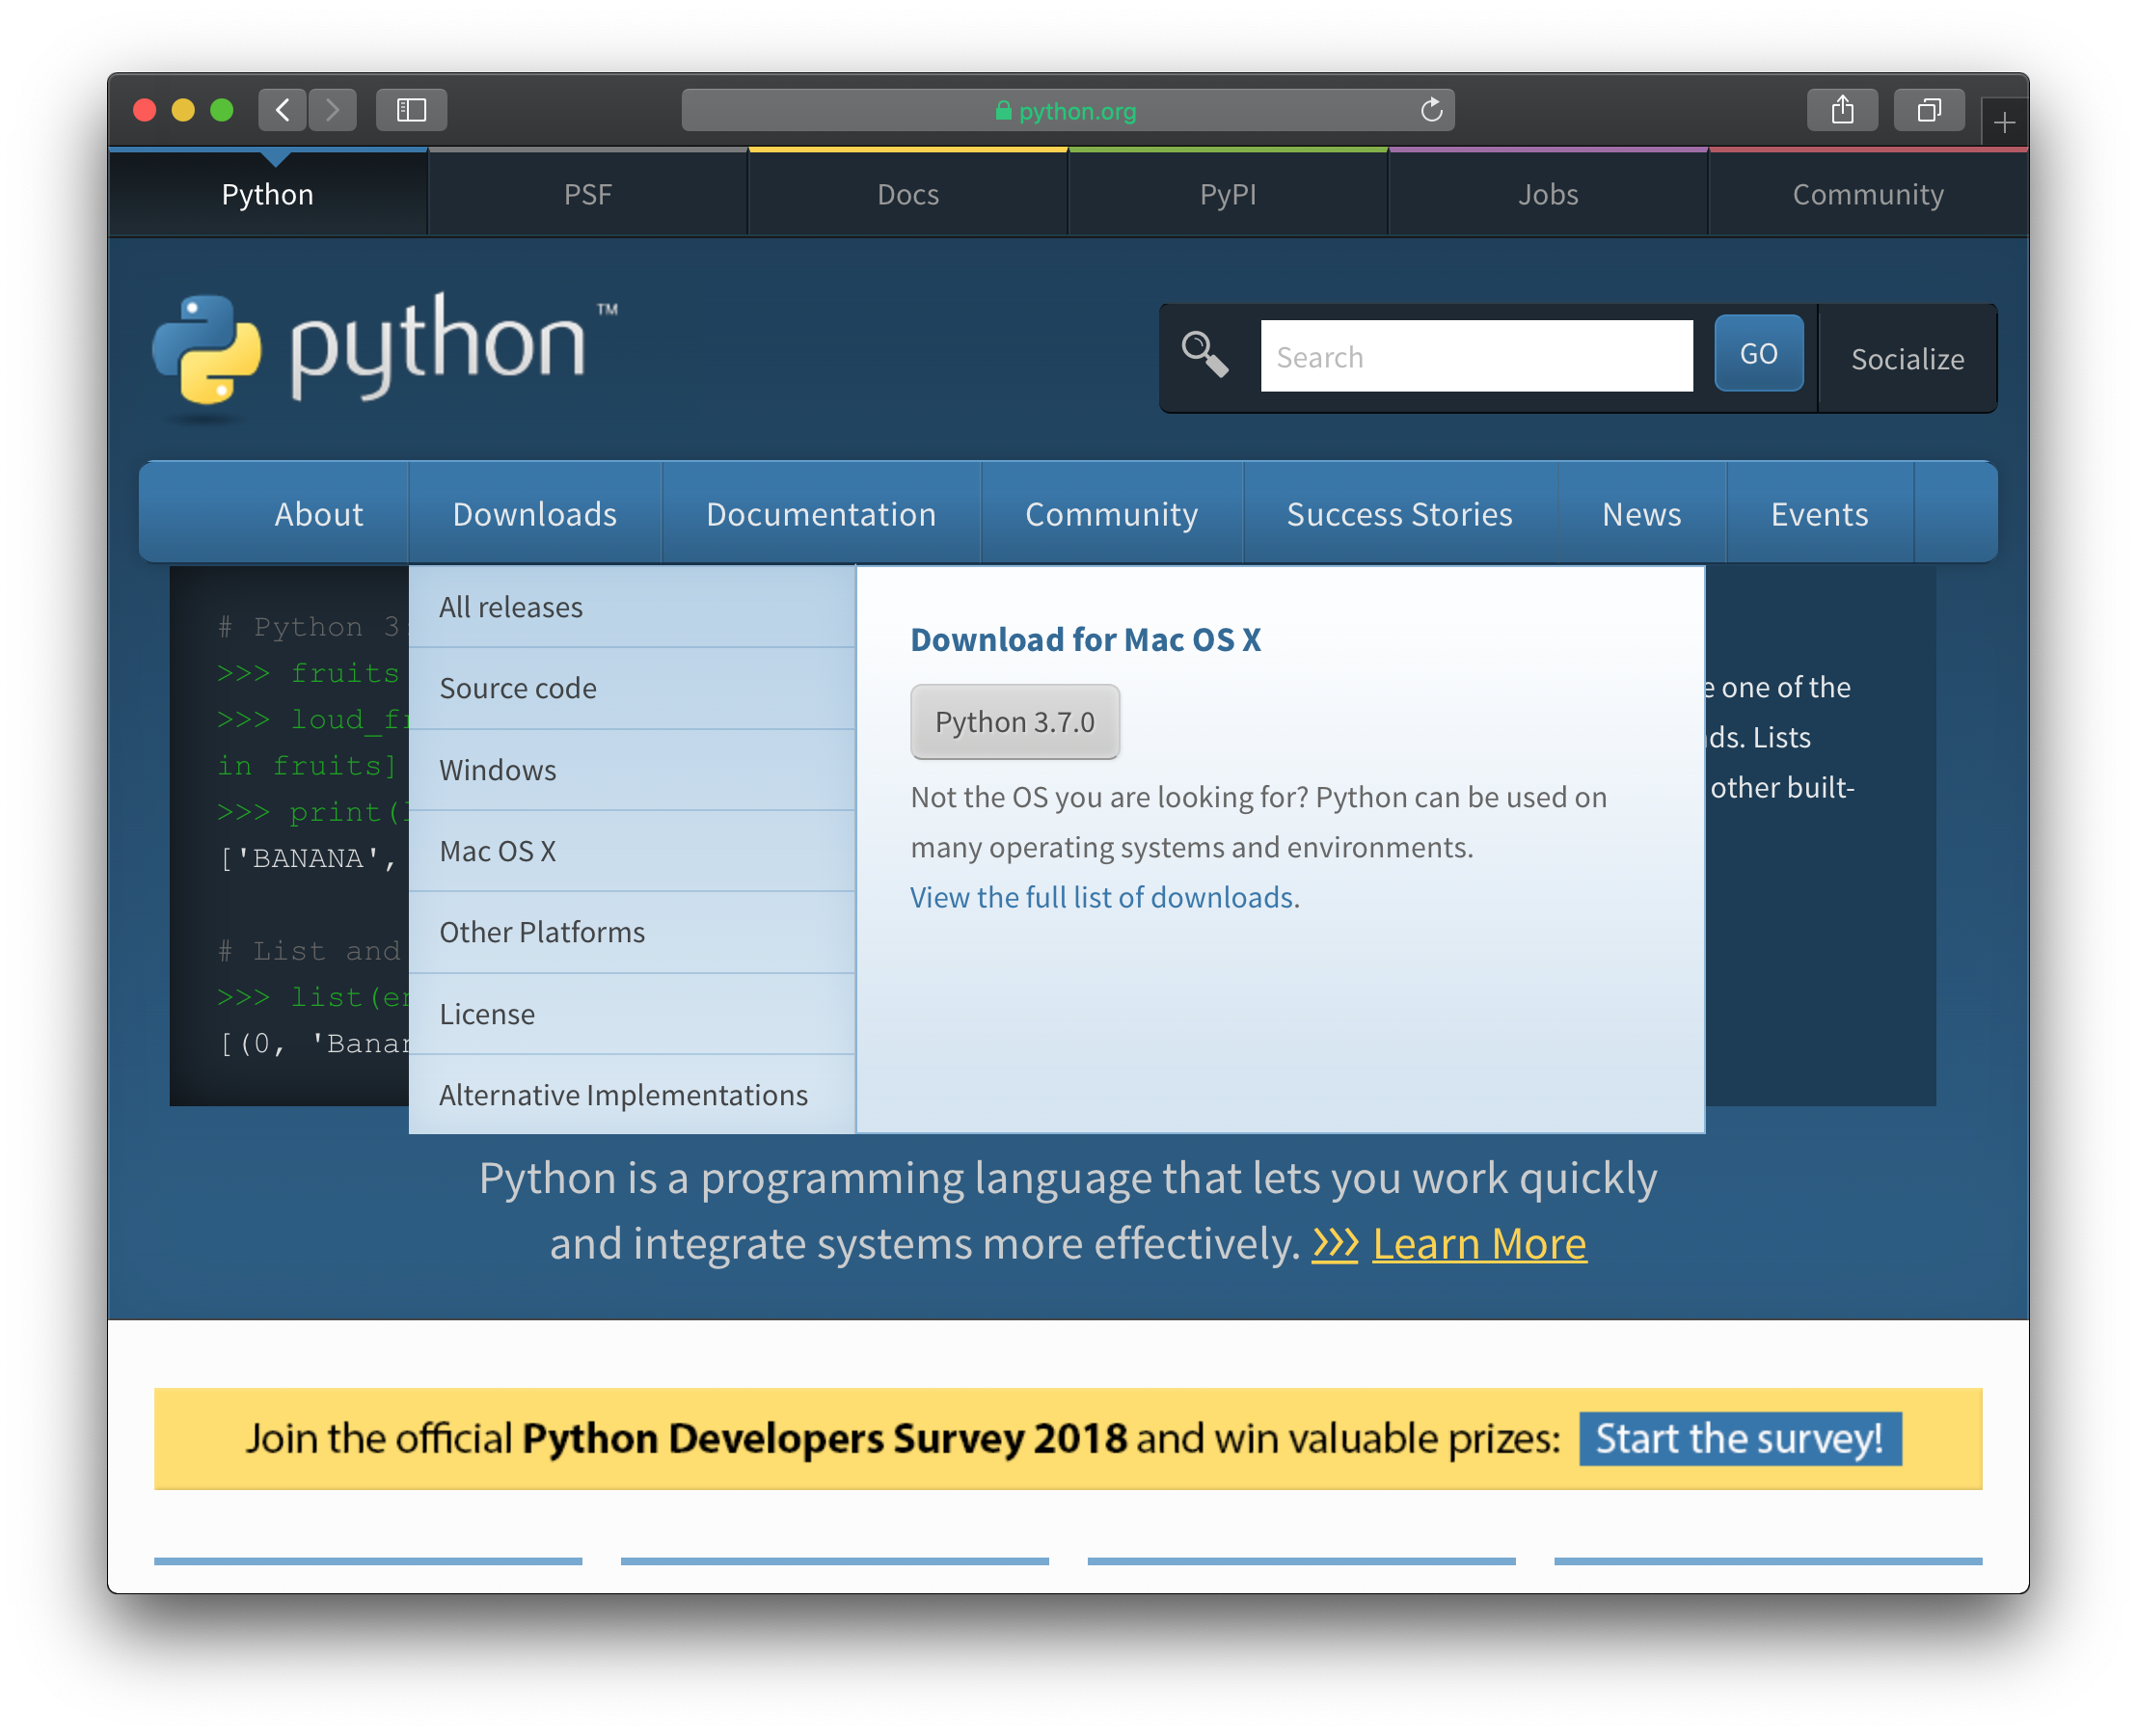 python.org
Python
PSF
Docs
PyPI
Jobs
Community
python™
Search
GO
Socialize
About
Downloads
Documentation
Community
Success Stories
News
Events
# Python 3:
>>> fruits
>>> loud_fr
in fruits]
>>> print(l
['BANANA',
# List and
>>> list(en
[(0, 'Banan
All releases
Source code
Windows
Mac OS X
Other Platforms
License
Alternative Implementations
Download for Mac OS X
Python 3.7.0
Not the OS you are looking for? Python can be used on
many operating systems and environments.
View the full list of downloads.
e one of the
ds. Lists
other built-
Python is a programming language that lets you work quickly
and integrate systems more effectively. >>> Learn More
Join the official Python Developers Survey 2018 and win valuable prizes: Start the survey!